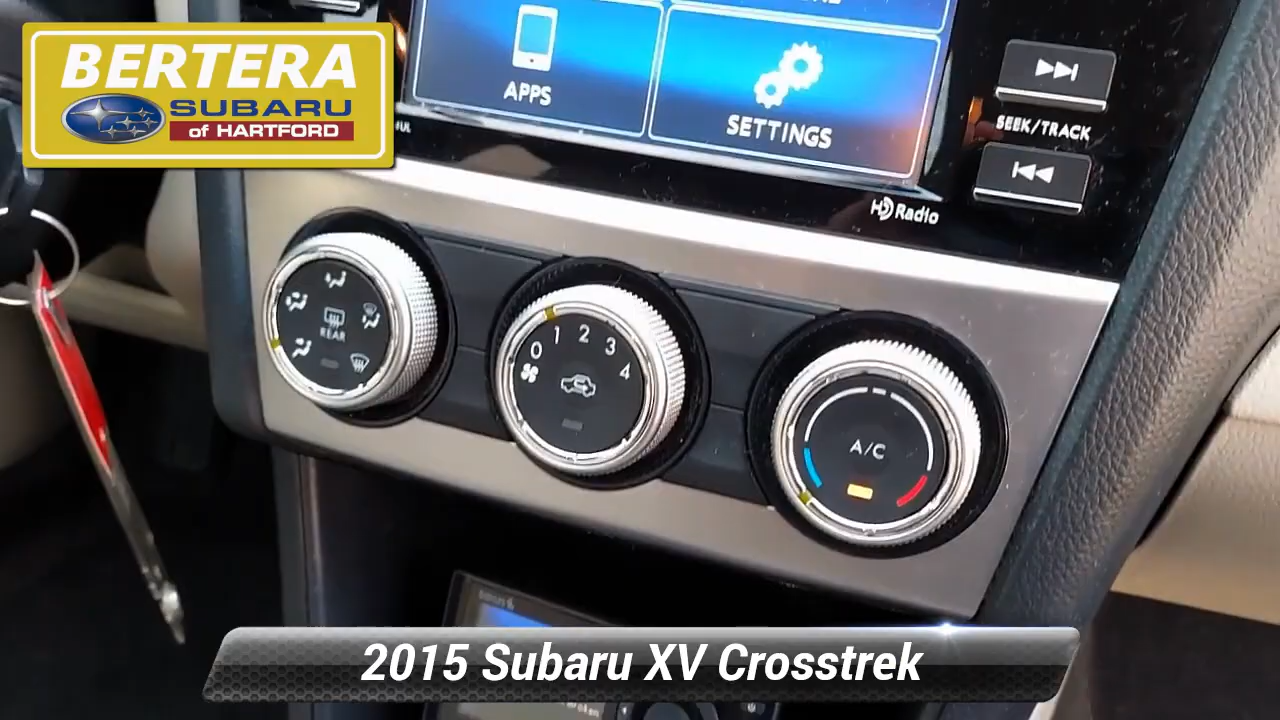 BERTERA
SUBARU
of HARTFORD
APPS
SETTINGS
SEEK/TRACK
HD Radio
REAR
0 1 2 3 4
A/C
2015 Subaru XV Crosstrek